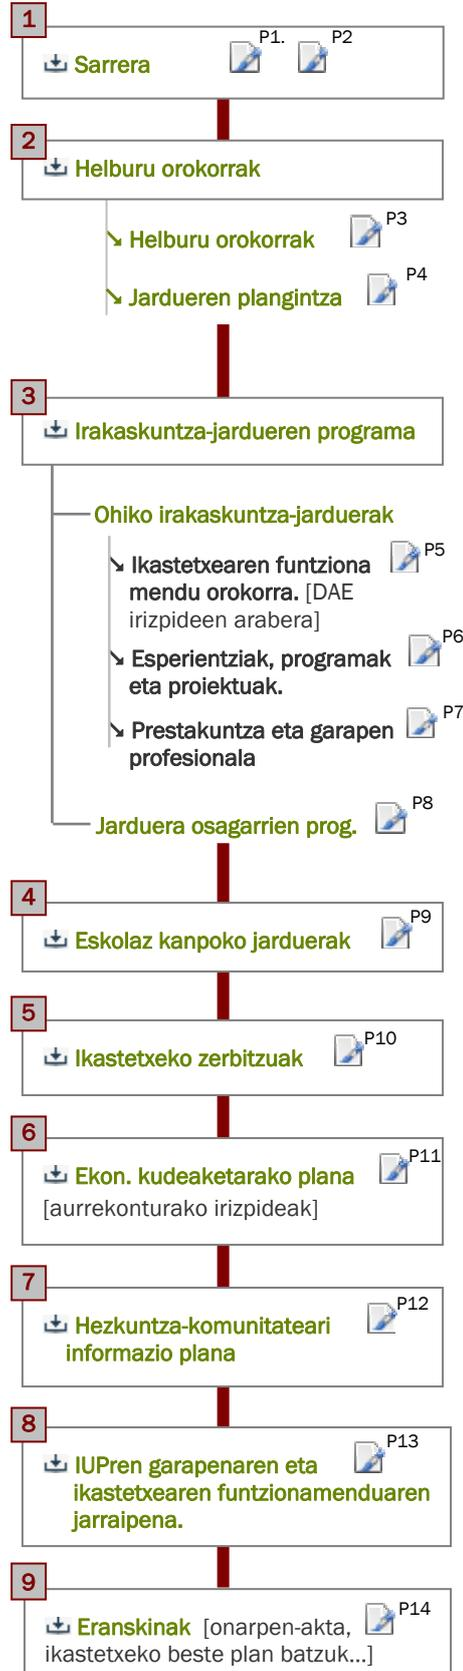 1
Sarrera P1. P2
2
Helburu orokorrak
Helburu orokorrak P3
Jardueren plangintza P4
3
Irakaskuntza-jardueren programa
Ohiko irakaskuntza-jarduerak
Ikastetxearen funtziona P5
mendu orokorra. [DAE
irizpideen arabera]
Esperientziak, programak P6
eta proiektuak.
Prestakuntza eta garapen P7
profesionala
Jarduera osagarrien prog. P8
4
Eskolaz kanpoko jarduerak P9
5
Ikastetxeko zerbitzuak P10
6
Ekon. kudeaketarako plana P11
[aurrekonturako irizpideak]
7
Hezkuntza-komunitateari P12
informazio plana
8
IUPren garapenaren eta P13
ikastetxearen funtzionamenduaren
jarraipena.
9
Eranskinak [onarpen-akta, P14
ikastetxeko beste plan batzuk...]